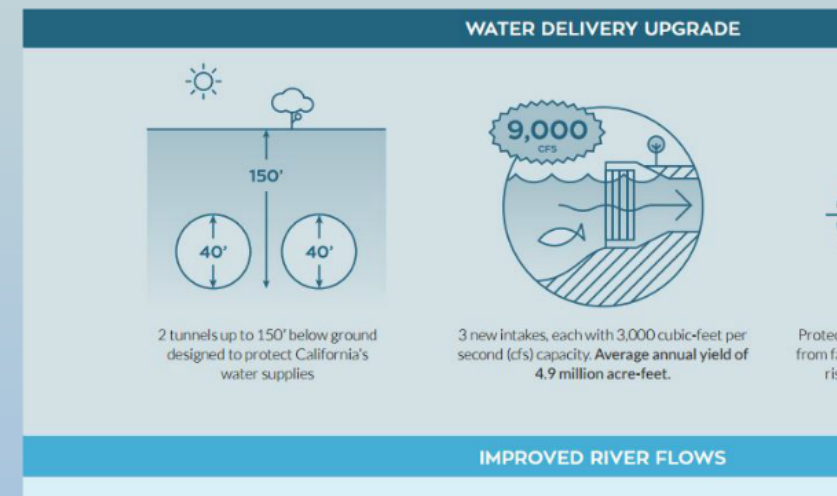 WATER DELIVERY UPGRADE
150'
40'
40'
2 tunnels up to 150' below ground
designed to protect California's
water supplies
9,000
CFS
3 new intakes, each with 3,000 cubic-feet per
second (cfs) capacity. Average annual yield of
4.9 million acre-feet.
IMPROVED RIVER FLOWS